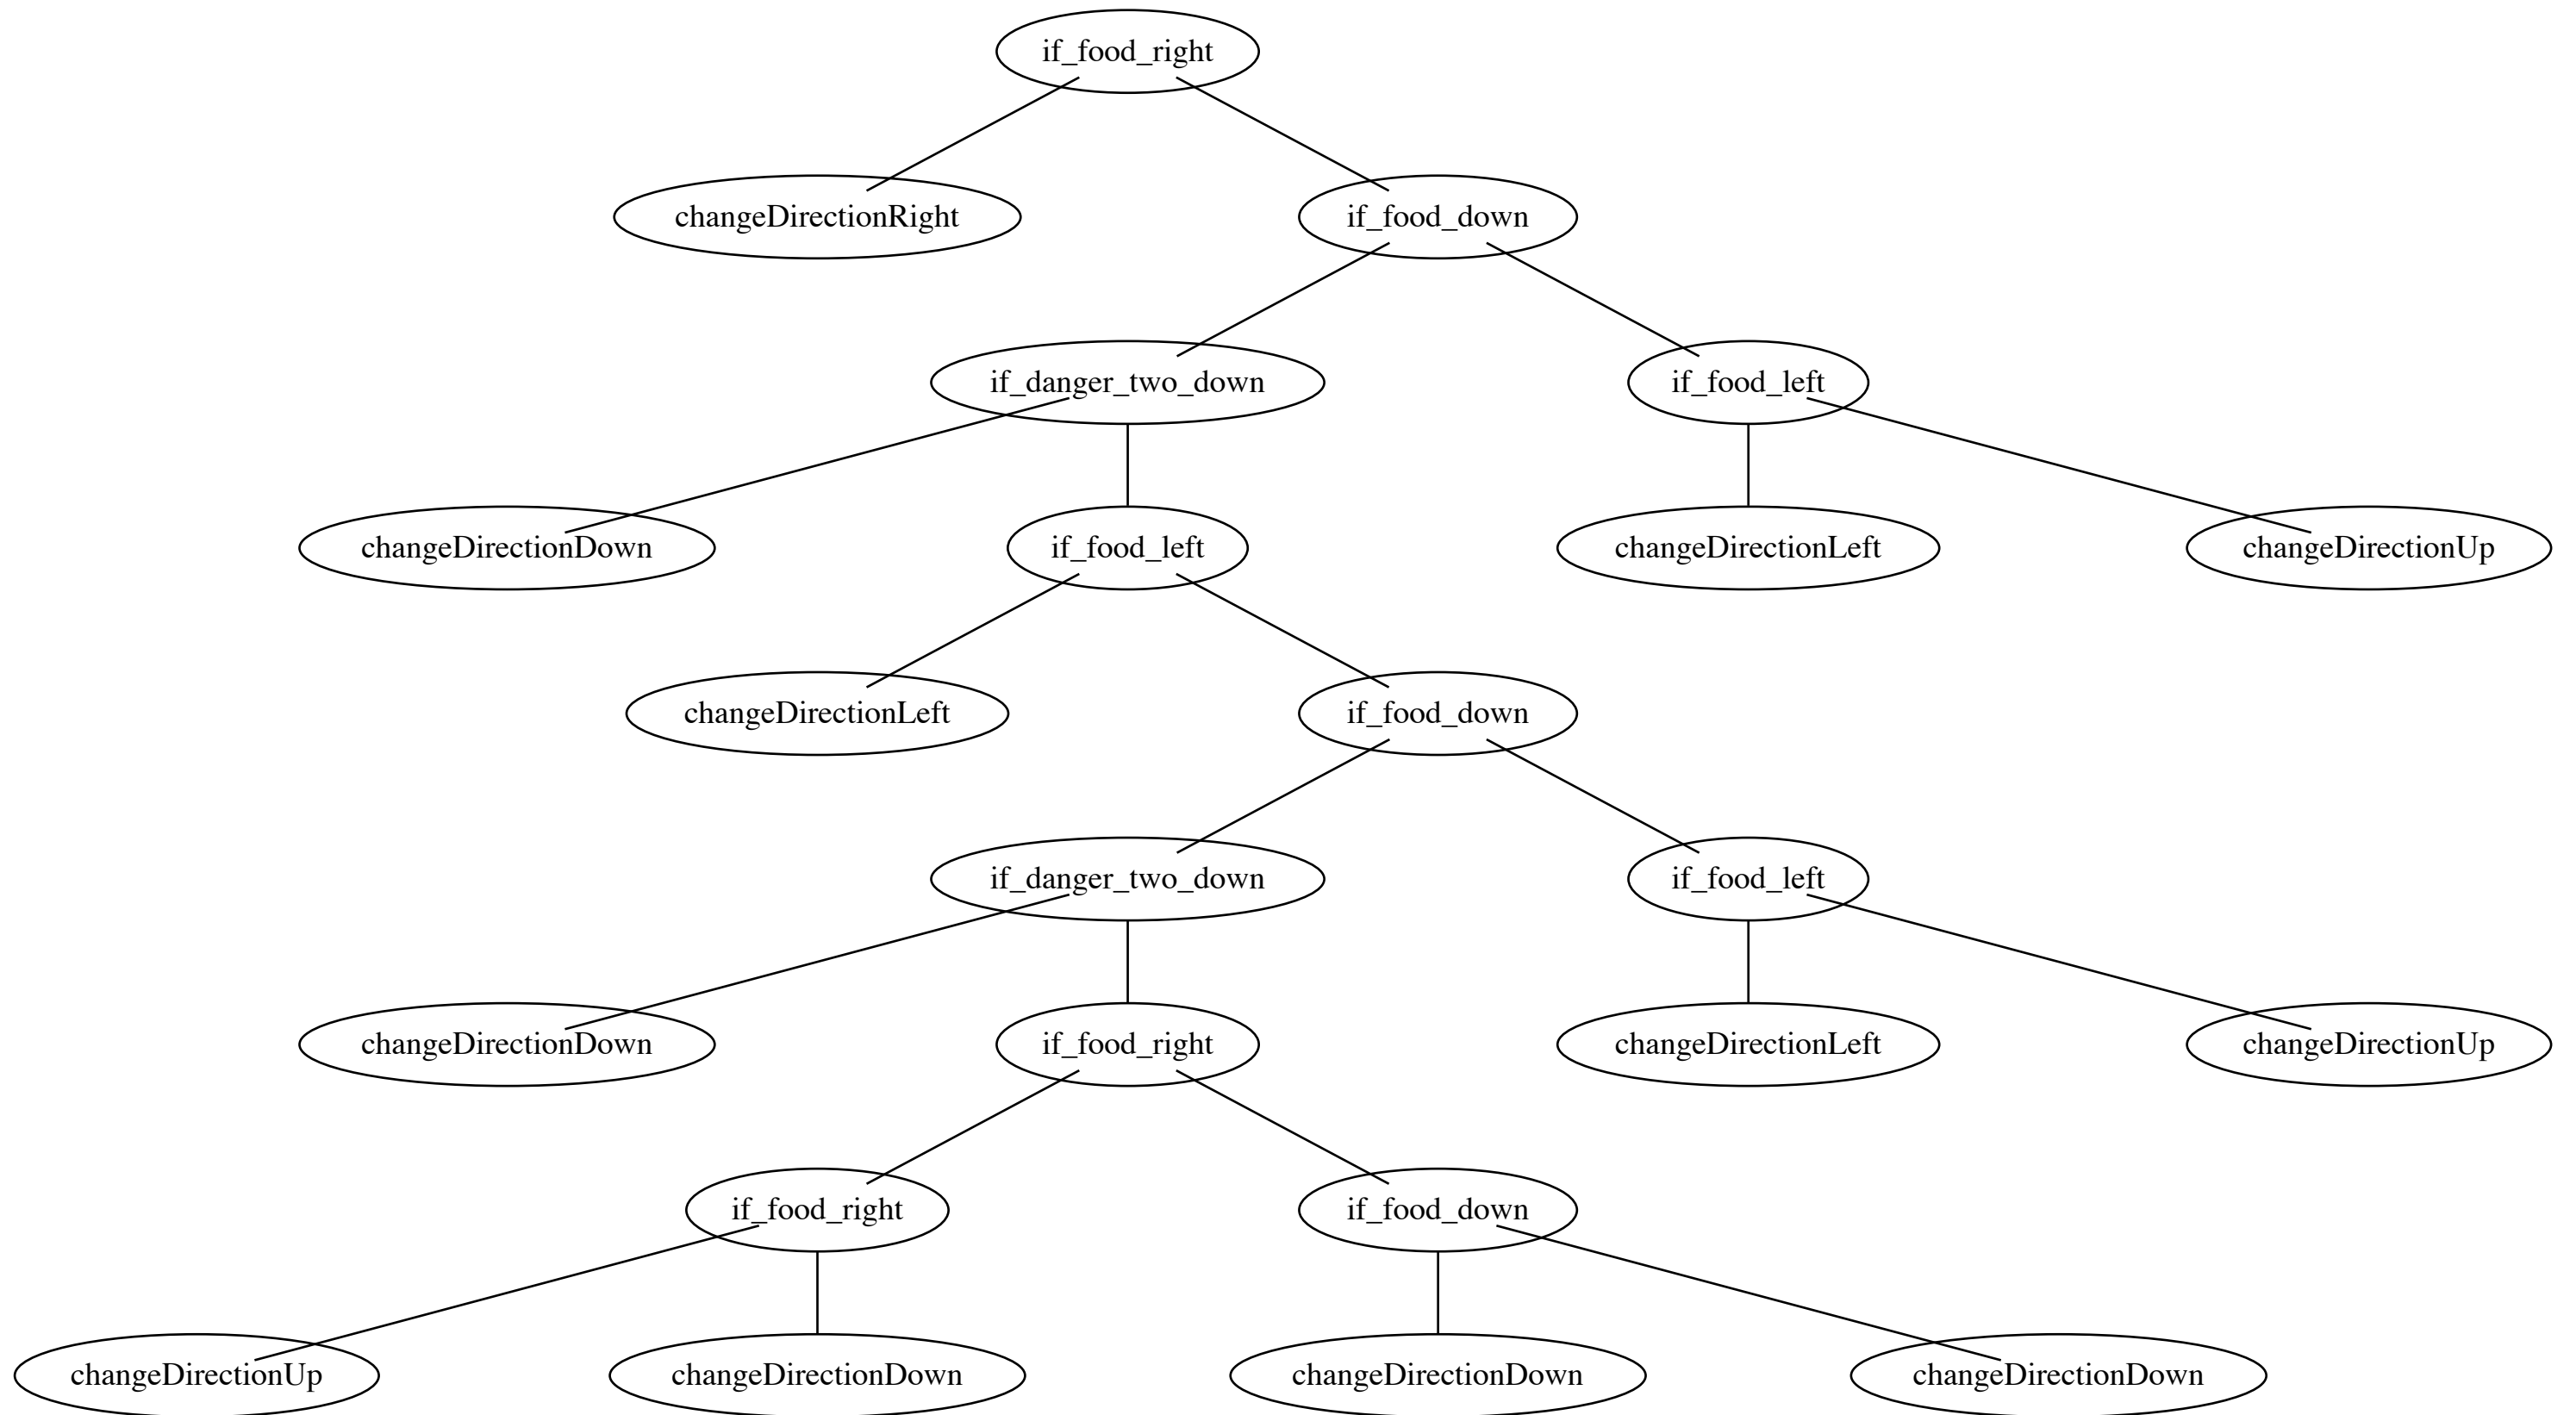 if_food_right
changeDirectionRight
if_food_down
if_danger_two_down
if_food_left
changeDirectionDown
if_food_left
changeDirectionLeft
changeDirectionUp
changeDirectionLeft
if_food_down
if_danger_two_down
if_food_left
changeDirectionDown
if_food_right
changeDirectionLeft
changeDirectionUp
if_food_right
if_food_down
changeDirectionUp
changeDirectionDown
changeDirectionDown
changeDirectionDown